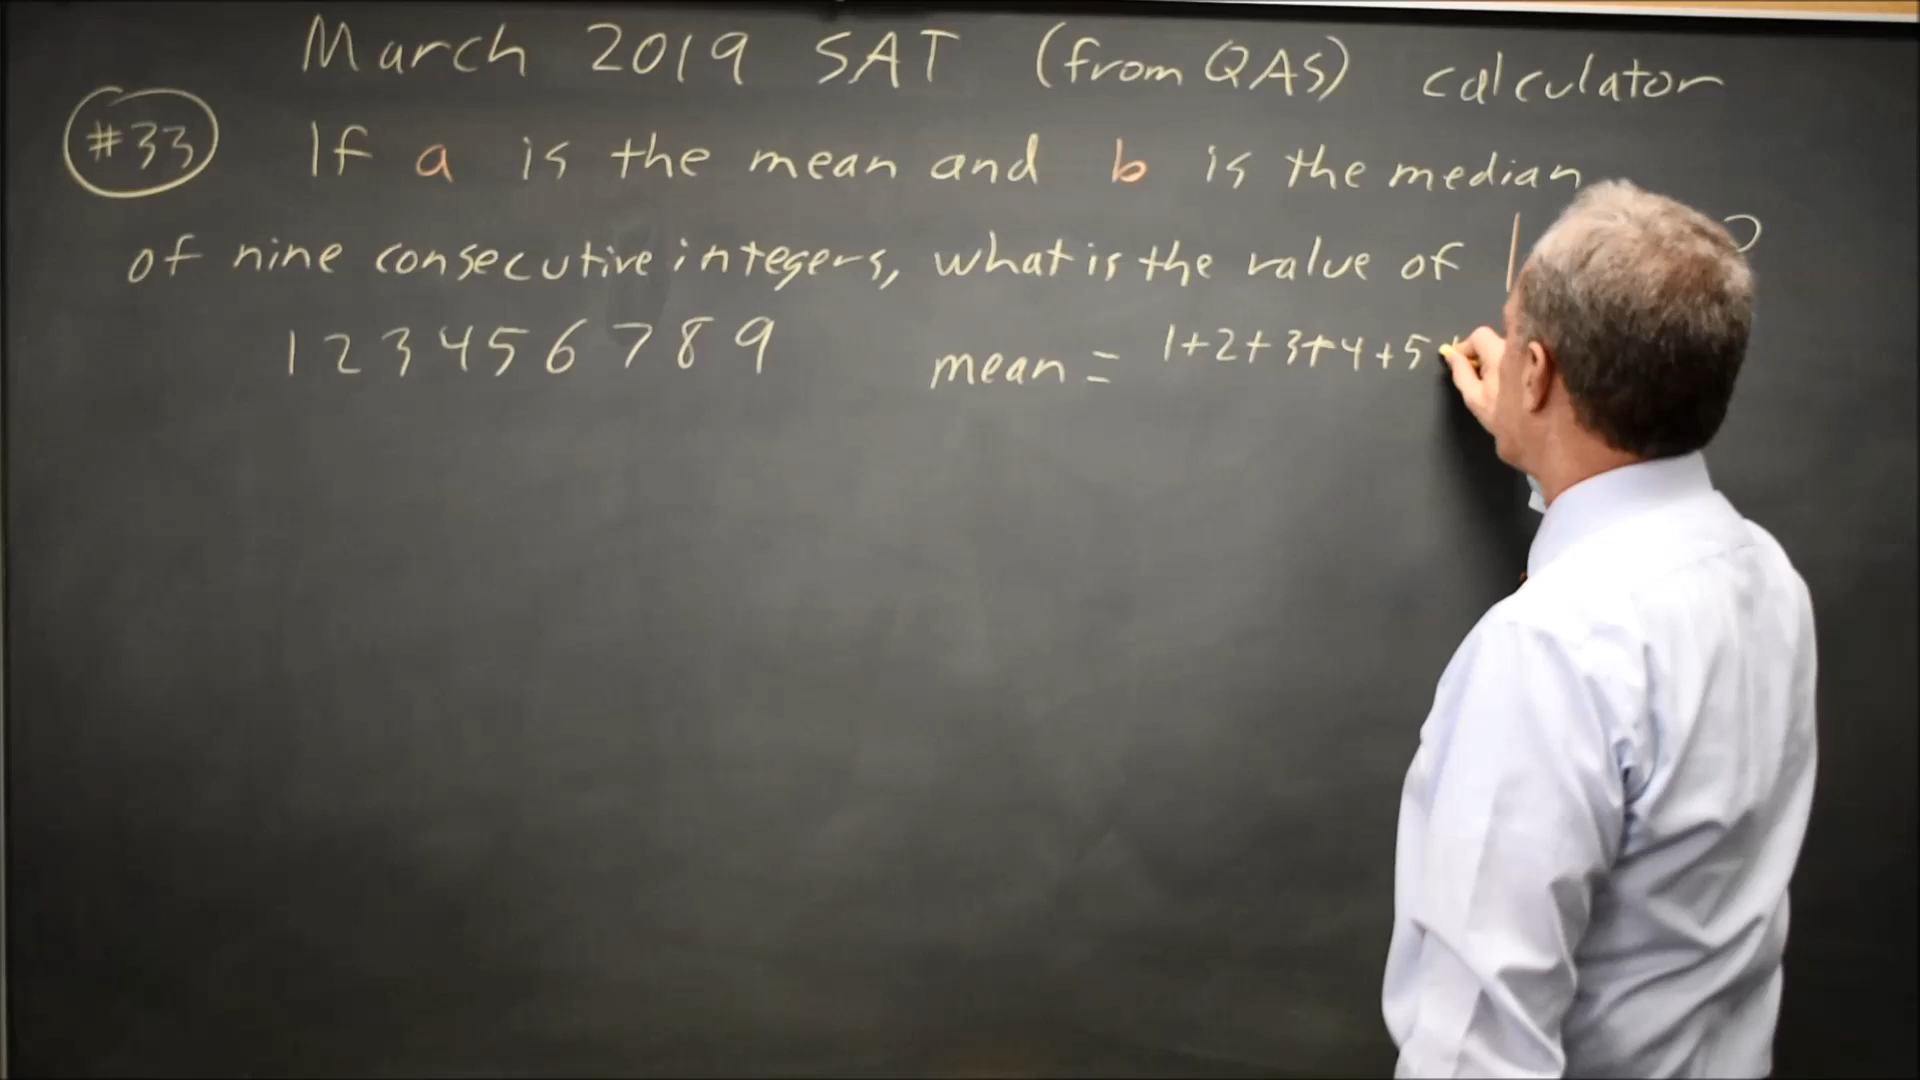 March 2019 SAT (from QAS) calculator
#33 If a is the mean and b is the median
of nine consecutive integers, what is the value of | ?
1 2 3 4 5 6 7 8 9 mean = 1+2+3+4+5